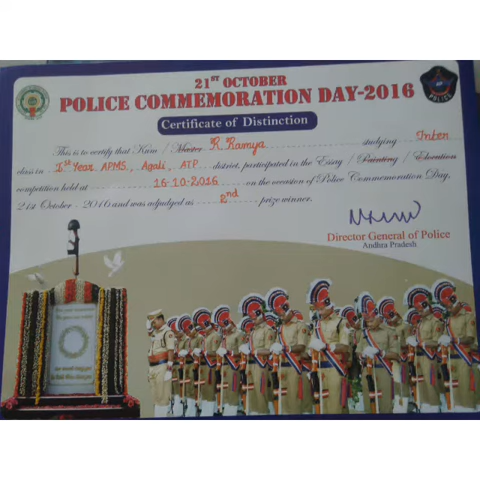 21ST OCTOBER
POLICE COMMEMORATION DAY-2016
Certificate of Distinction
This is to certify that Kum / Master R. Ramya studying Inter
class in Ist Year APMS., Agali, ATP district, participated in the Essay / Painting / Elocution
competition held at 16-10-2016 on the occasion of Police Commemoration Day,
21st October - 2016 and was adjudged as 2nd prize winner.
Director General of Police
Andhra Pradesh
POLICE